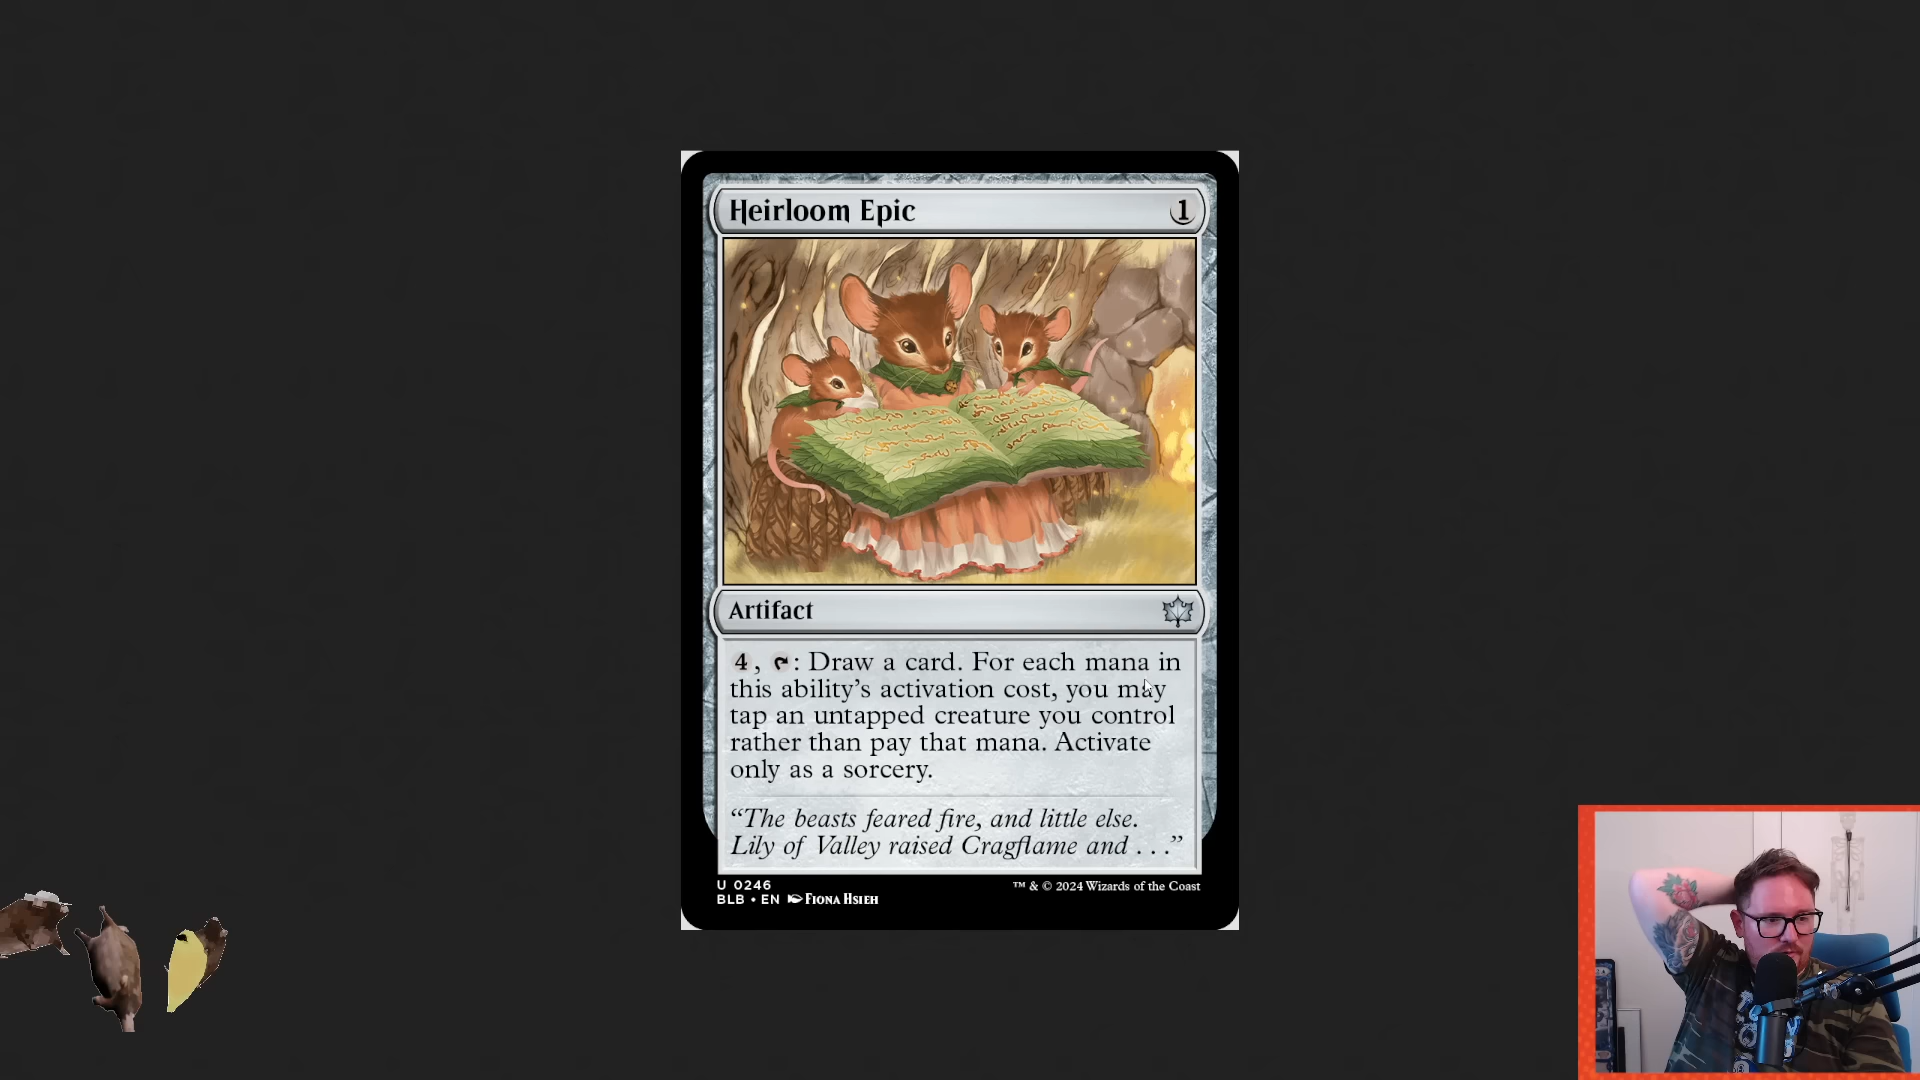 Heirloom Epic 1
Artifact
4, : Draw a card. For each mana in
this ability's activation cost, you may
tap an untapped creature you control
rather than pay that mana. Activate
only as a sorcery.
“The beasts feared fire, and little else.
Lily of Valley raised Cragflame and . . .”
U 0246
BLB • EN Fiona Hsieh
™ & © 2024 Wizards of the Coast